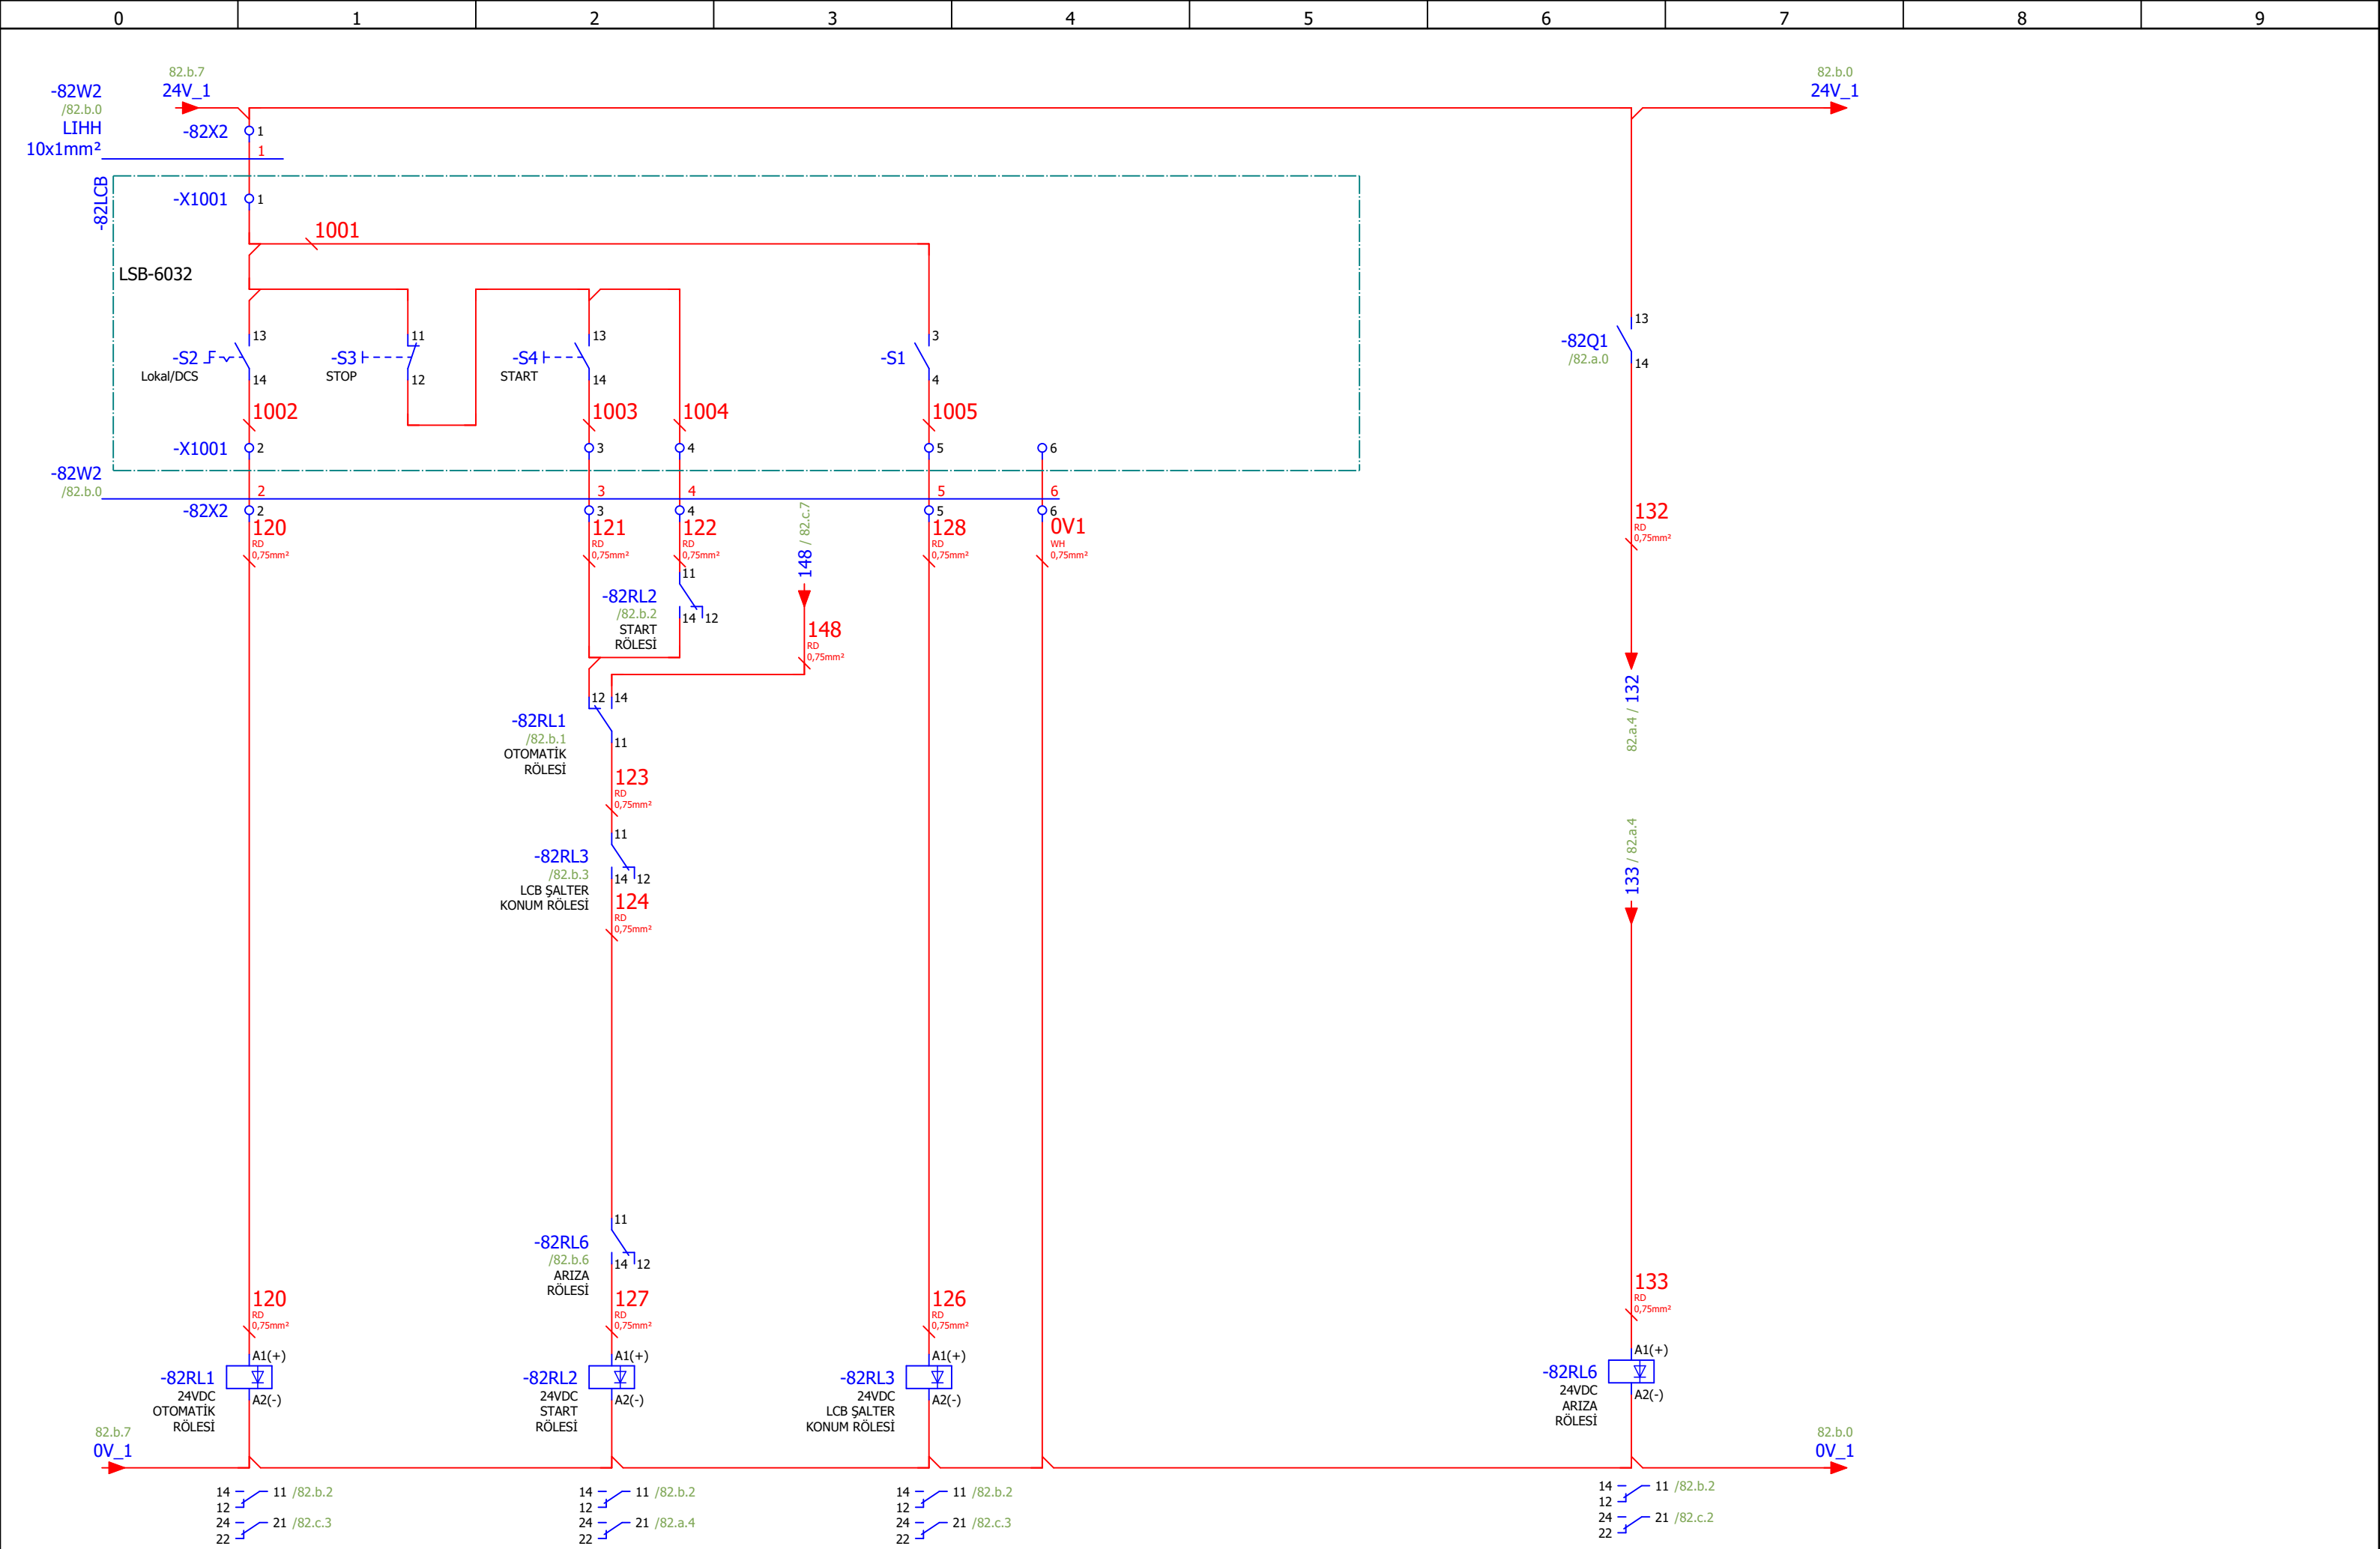 0 1 2 3 4 5 6 7 8 9
82.b.7
24V_1
82.b.0
24V_1
-82W2
/82.b.0
LIHH
10x1mm²
-82X2 1
1
-82LCB
-X1001 1
1001
LSB-6032
-S2
Lokal/DCS
13
14
-S3
STOP
11
12
-S4
START
13
14
-S1
3
4
-82Q1
/82.a.0
13
14
1002
1003
1004
1005
-X1001 2 3 4 5 6
-82W2
/82.b.0
2 3 4 5 6
-82X2 2 3 4 5 6
120
RD
0,75mm²
121
RD
0,75mm²
122
RD
0,75mm²
148 / 82.c.7
128
RD
0,75mm²
0V1
WH
0,75mm²
132
RD
0,75mm²
-82RL2
/82.b.2
START
RÖLESİ
11
14 12
148
RD
0,75mm²
82.a.4 / 132
-82RL1
/82.b.1
OTOMATİK
RÖLESİ
12 14
11
123
RD
0,75mm²
-82RL3
/82.b.3
LCB ŞALTER
KONUM RÖLESİ
11
14 12
124
RD
0,75mm²
133 / 82.a.4
-82RL6
/82.b.6
ARIZA
RÖLESİ
11
14 12
120
RD
0,75mm²
127
RD
0,75mm²
126
RD
0,75mm²
133
RD
0,75mm²
-82RL1
24VDC
OTOMATİK
RÖLESİ
A1(+)
A2(-)
-82RL2
24VDC
START
RÖLESİ
A1(+)
A2(-)
-82RL3
24VDC
LCB ŞALTER
KONUM RÖLESİ
A1(+)
A2(-)
-82RL6
24VDC
ARIZA
RÖLESİ
A1(+)
A2(-)
82.b.7
0V_1
82.b.0
0V_1
14 11 /82.b.2
12
24 21 /82.c.3
22
14 11 /82.b.2
12
24 21 /82.a.4
22
14 11 /82.b.2
12
24 21 /82.c.3
22
14 11 /82.b.2
12
24 21 /82.c.2
22